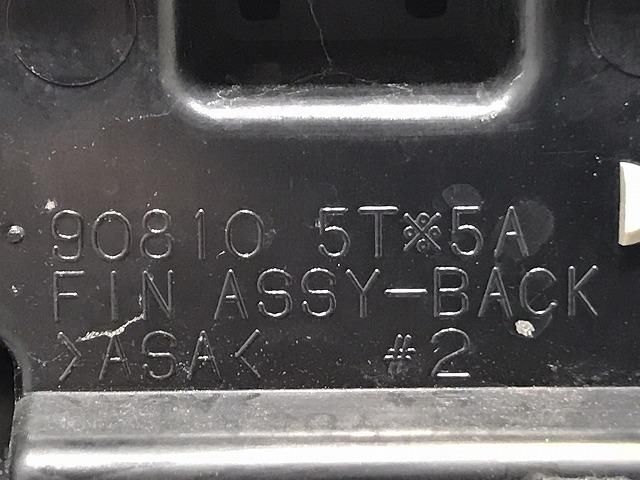 90810 5T※5A
FIN ASSY-BACK
>ASA< #2